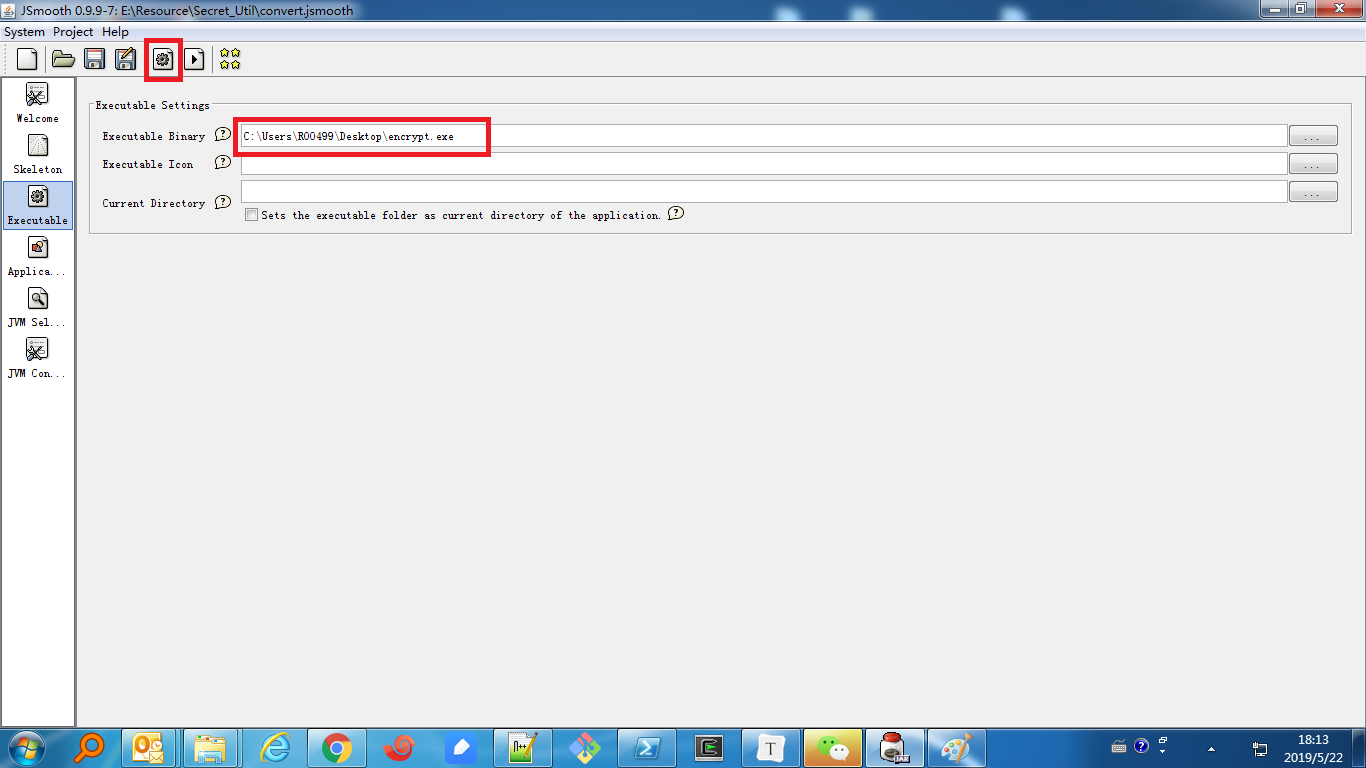 JSmooth 0.9.9-7: E:\Resource\Secret_Util\convert.jsmooth
System Project Help
Welcome
Skeleton
Executable
Applica...
JVM Sel...
JVM Con...
Executable Settings
Executable Binary ? C:\Users\R00499\Desktop\encrypt.exe ...
Executable Icon ? ...
Current Directory ? ...
Sets the executable folder as current directory of the application. ?
18:13
2019/5/22